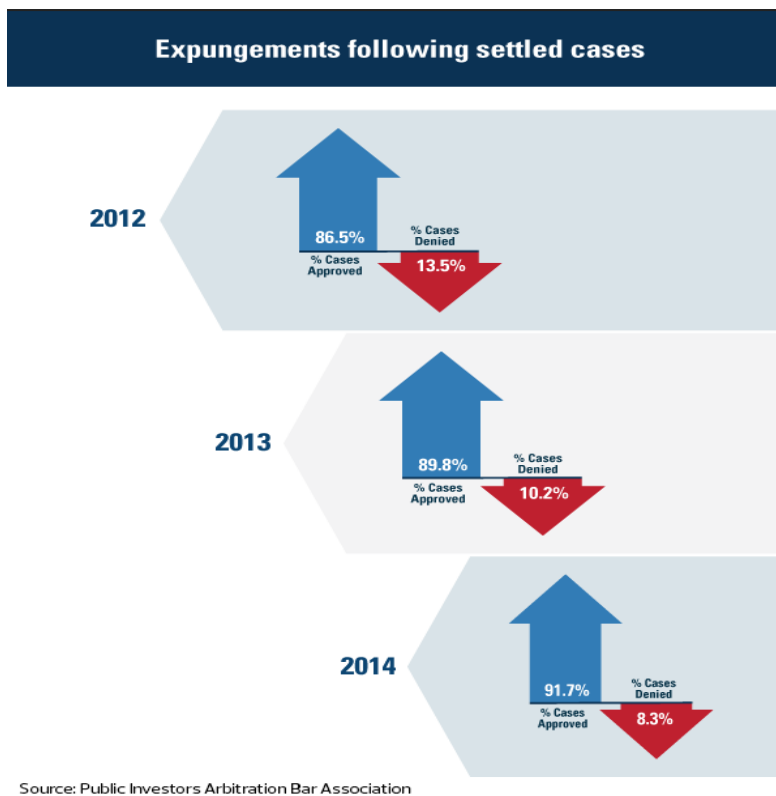 Expungements following settled cases
2012
86.5%
% Cases
Approved
% Cases
Denied
13.5%
2013
89.8%
% Cases
Approved
% Cases
Denied
10.2%
2014
91.7%
% Cases
Approved
% Cases
Denied
8.3%
Source: Public Investors Arbitration Bar Association